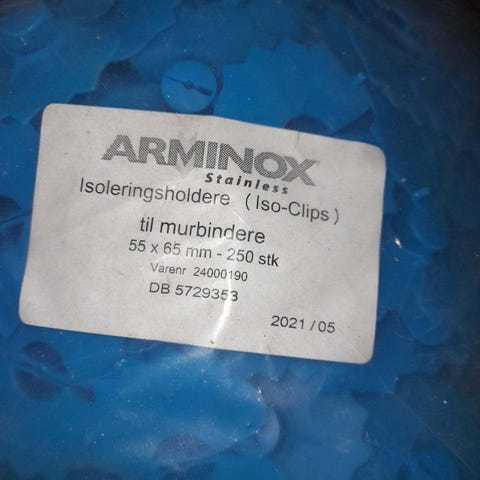 ARMINOX
Stainless
Isoleringsholdere (Iso-Clips)
til murbindere
55 x 65 mm - 250 stk
Varenr 24000190
DB 5729353
2021/05